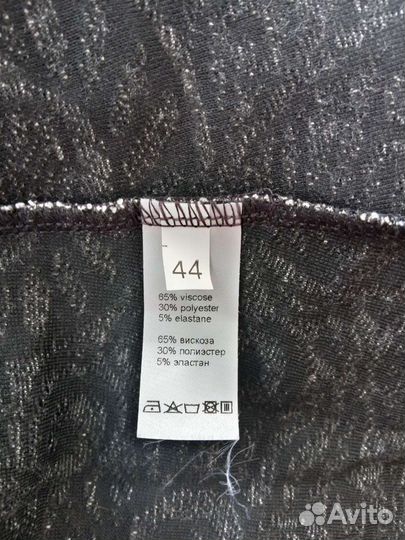 44
65% viscose
30% polyester
5% elastane
65% вискоза
30% полиэстер
5% эластан
Avito